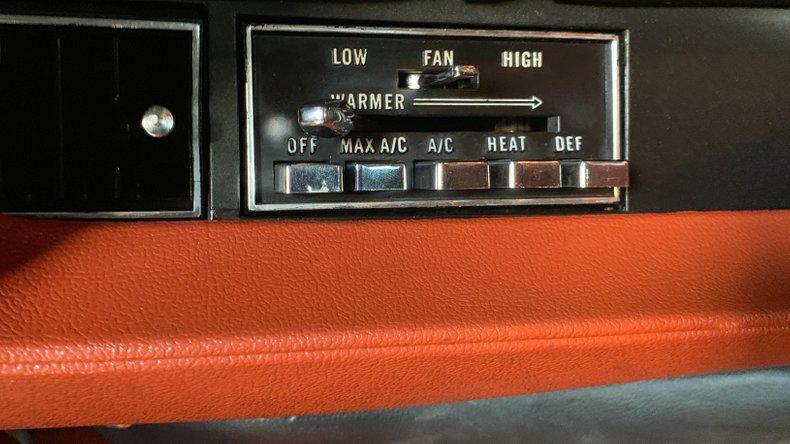 LOW FAN HIGH
WARMER
OFF MAX A/C A/C HEAT DEF